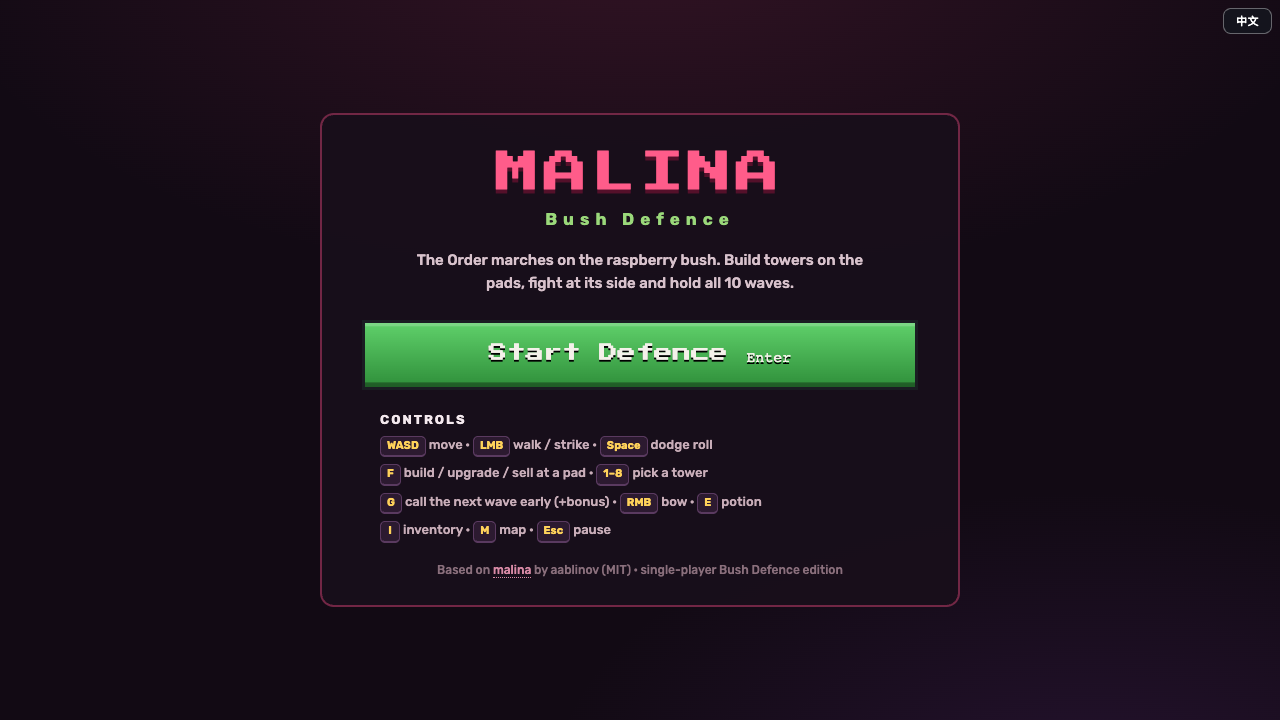 中文
MALINA
Bush Defence
The Order marches on the raspberry bush. Build towers on the
pads, fight at its side and hold all 10 waves.
Start Defence Enter
CONTROLS
WASD move • LMB walk / strike • Space dodge roll
F build / upgrade / sell at a pad • 1–8 pick a tower
G call the next wave early (+bonus) • RMB bow • E potion
I inventory • M map • Esc pause
Based on malina by aablinov (MIT) • single-player Bush Defence edition